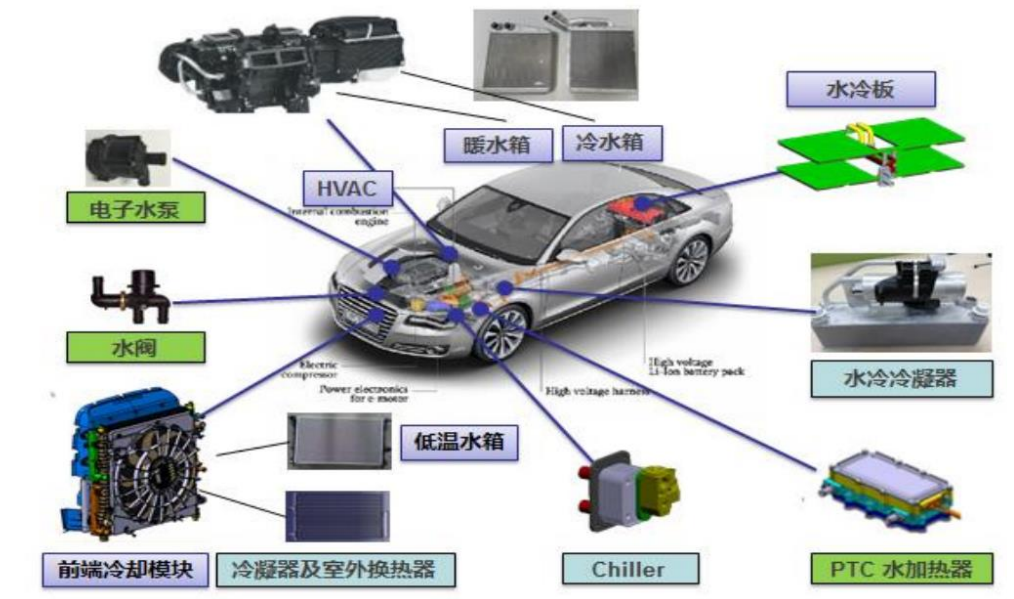 水冷板
暖水箱
冷水箱
HVAC
Internal combustion
engine
电子水泵
水阀
Electric
compressor
Power electronics
for e-motor
High voltage harness
High voltage
Li-Ion battery pack
水冷冷凝器
低温水箱
前端冷却模块
冷凝器及室外换热器
Chiller
PTC 水加热器